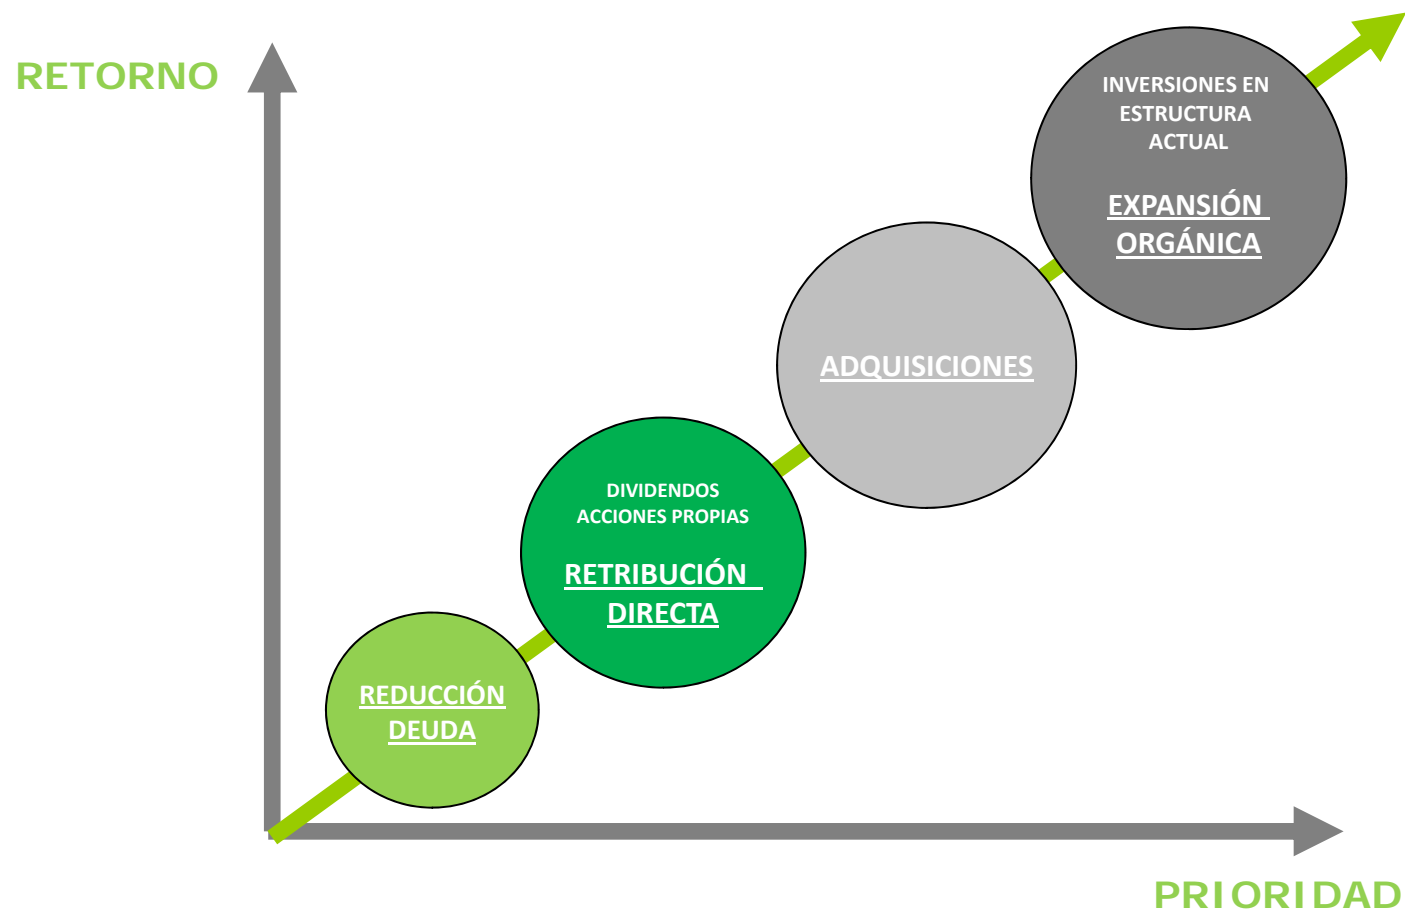 RETORNO
INVERSIONES EN
ESTRUCTURA
ACTUAL
EXPANSIÓN
ORGÁNICA
ADQUISICIONES
DIVIDENDOS
ACCIONES PROPIAS
RETRIBUCIÓN
DIRECTA
REDUCCIÓN
DEUDA
PRIORIDAD